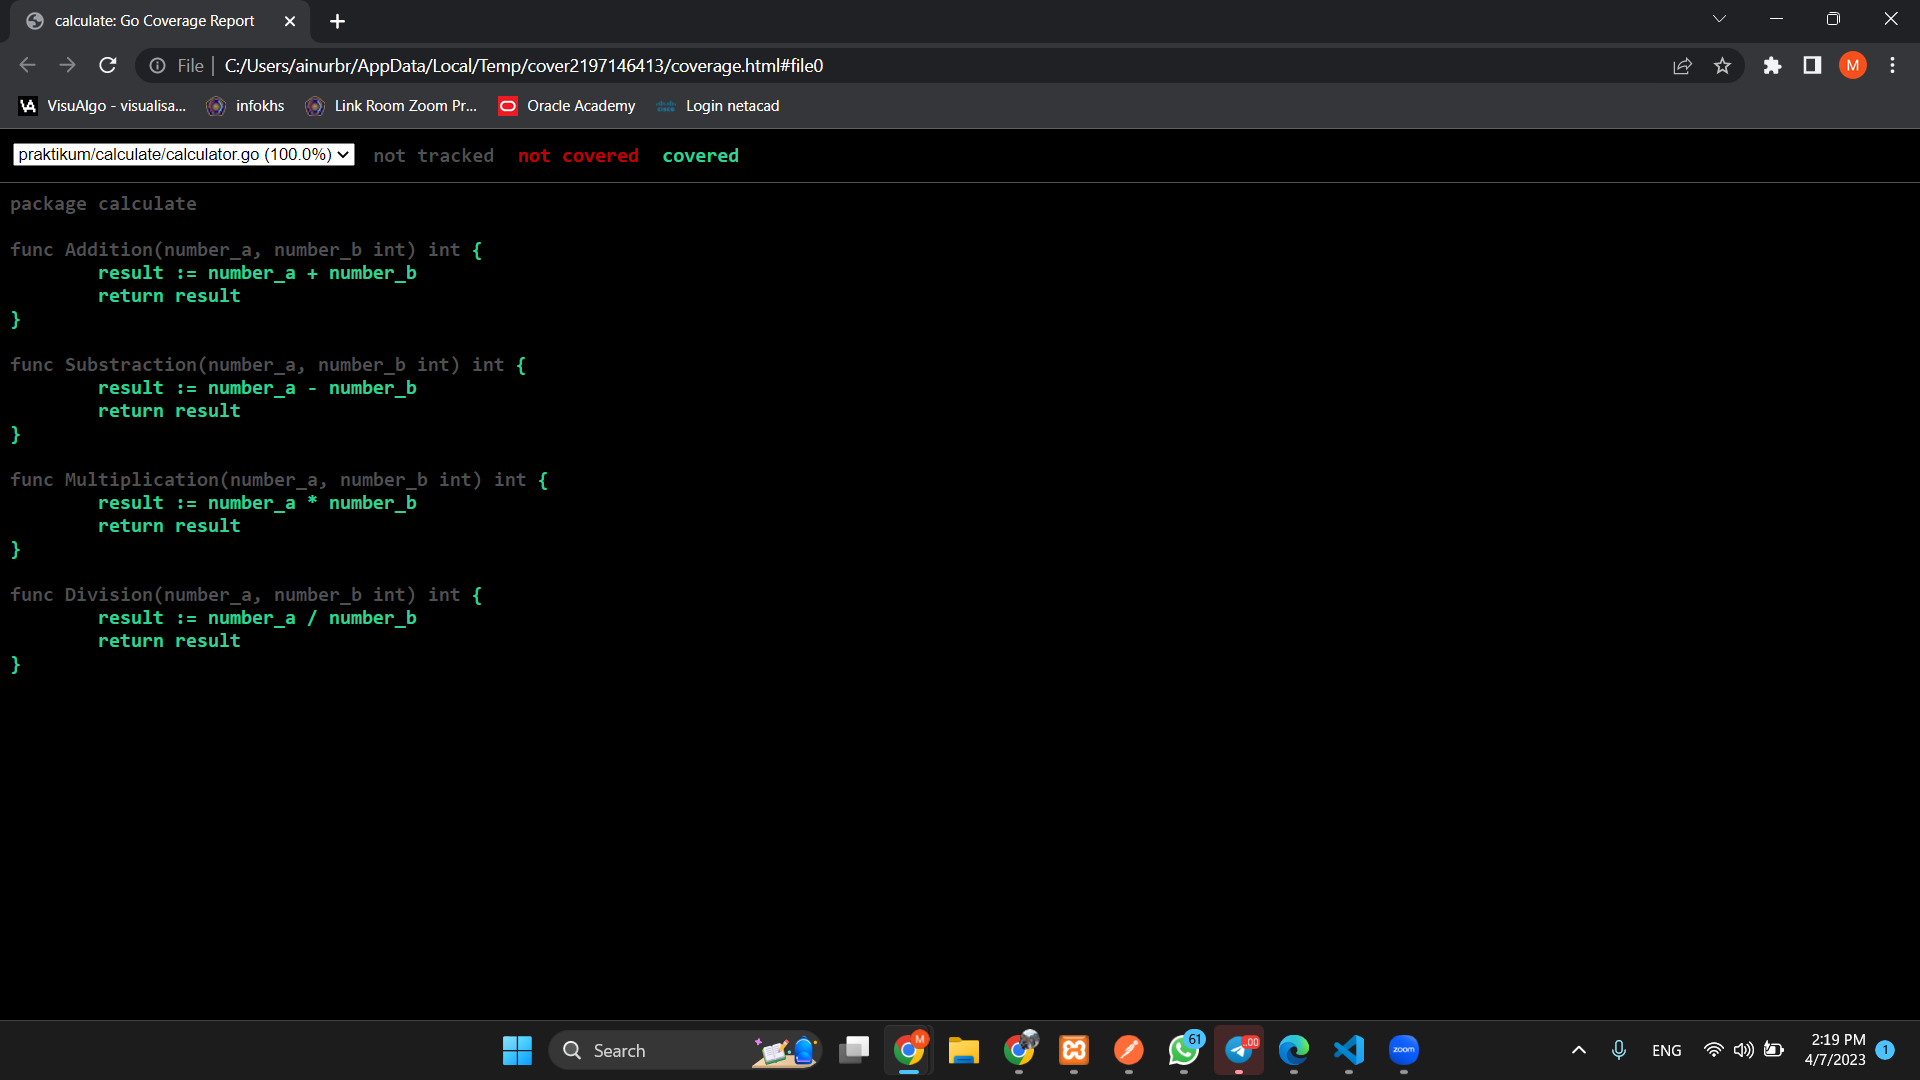 calculate: Go Coverage Report
File
C:/Users/ainurbr/AppData/Local/Temp/cover2197146413/coverage.html#file0
M
VisuAlgo - visualisa...
infokhs
Link Room Zoom Pr...
Oracle Academy
Login netacad
praktikum/calculate/calculator.go (100.0%) not tracked not covered covered
package calculate
func Addition(number_a, number_b int) int {
result := number_a + number_b
return result
}
func Substraction(number_a, number_b int) int {
result := number_a - number_b
return result
}
func Multiplication(number_a, number_b int) int {
result := number_a * number_b
return result
}
func Division(number_a, number_b int) int {
result := number_a / number_b
return result
}
Search
M
61
.00
zoom
ENG
2:19 PM
4/7/2023
1